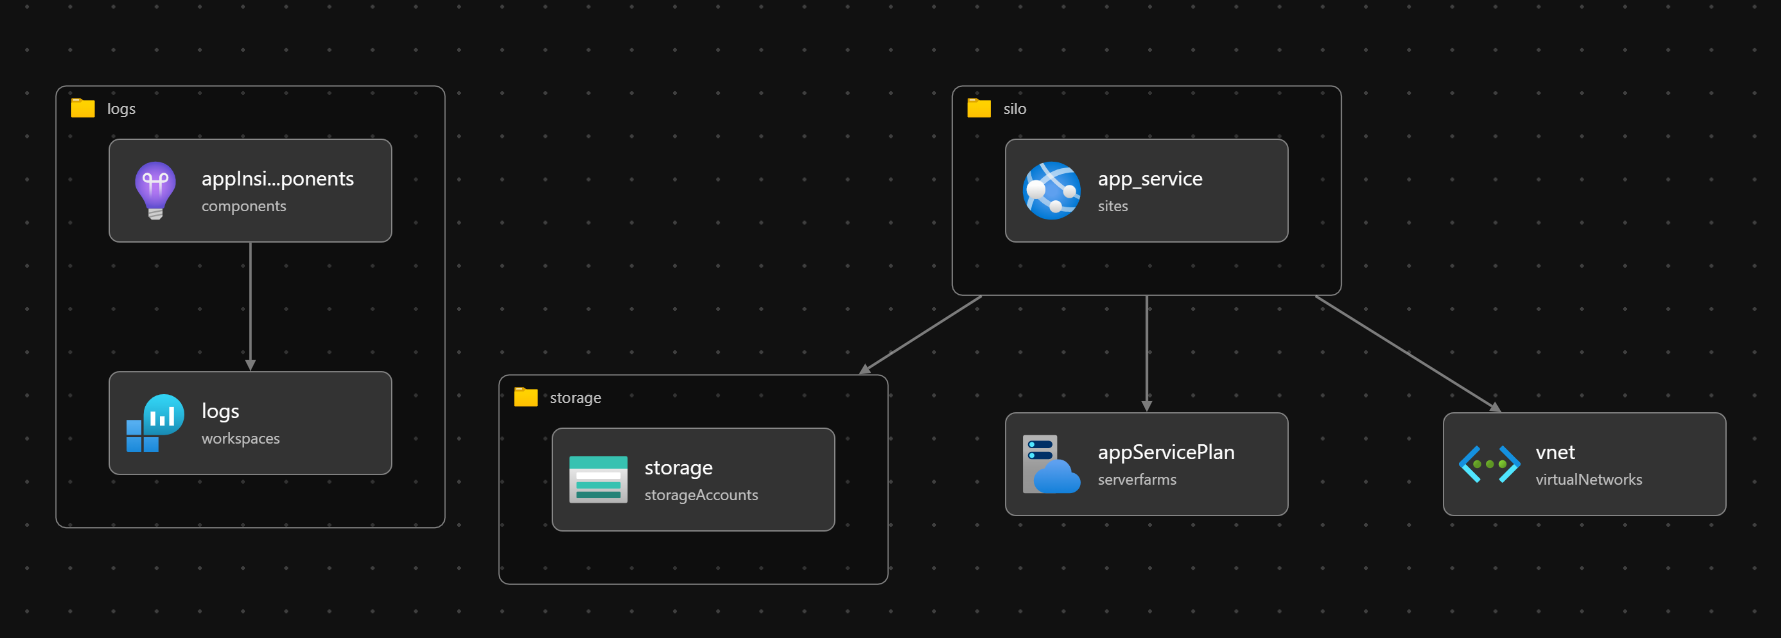 logs
appInsi...ponents
components
logs
workspaces
storage
storage
storageAccounts
silo
app_service
sites
appServicePlan
serverfarms
vnet
virtualNetworks